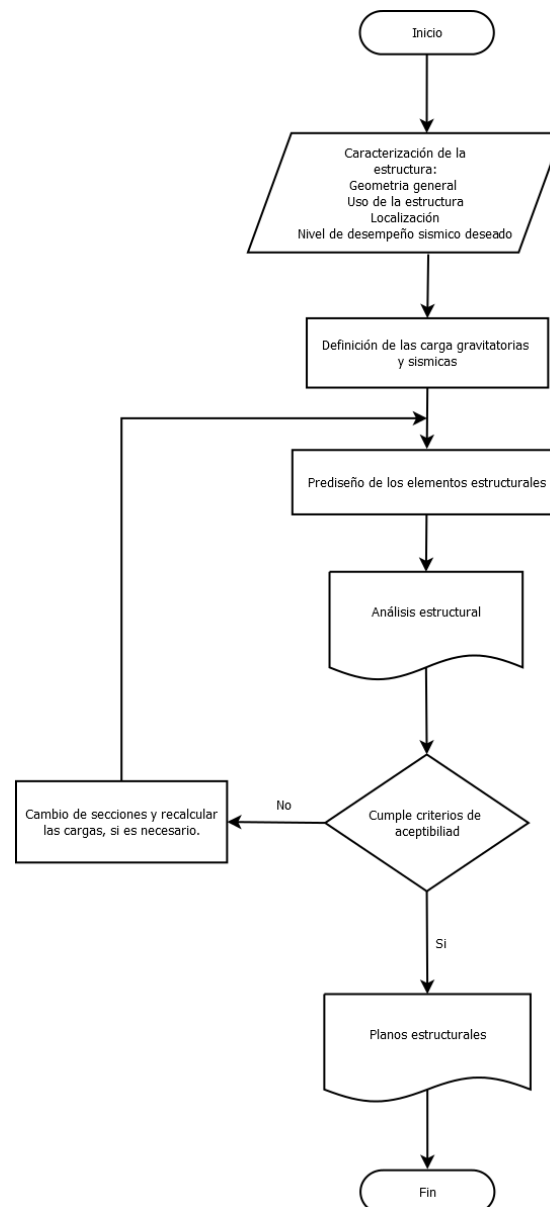 Inicio
Caracterización de la
estructura:
Geometria general
Uso de la estructura
Localización
Nivel de desempeño sismico deseado
Definición de las carga gravitatorias
y sismicas
Prediseño de los elementos estructurales
Análisis estructural
Cumple criterios de
aceptibiliad
No
Cambio de secciones y recalcular
las cargas, si es necesario.
Si
Planos estructurales
Fin